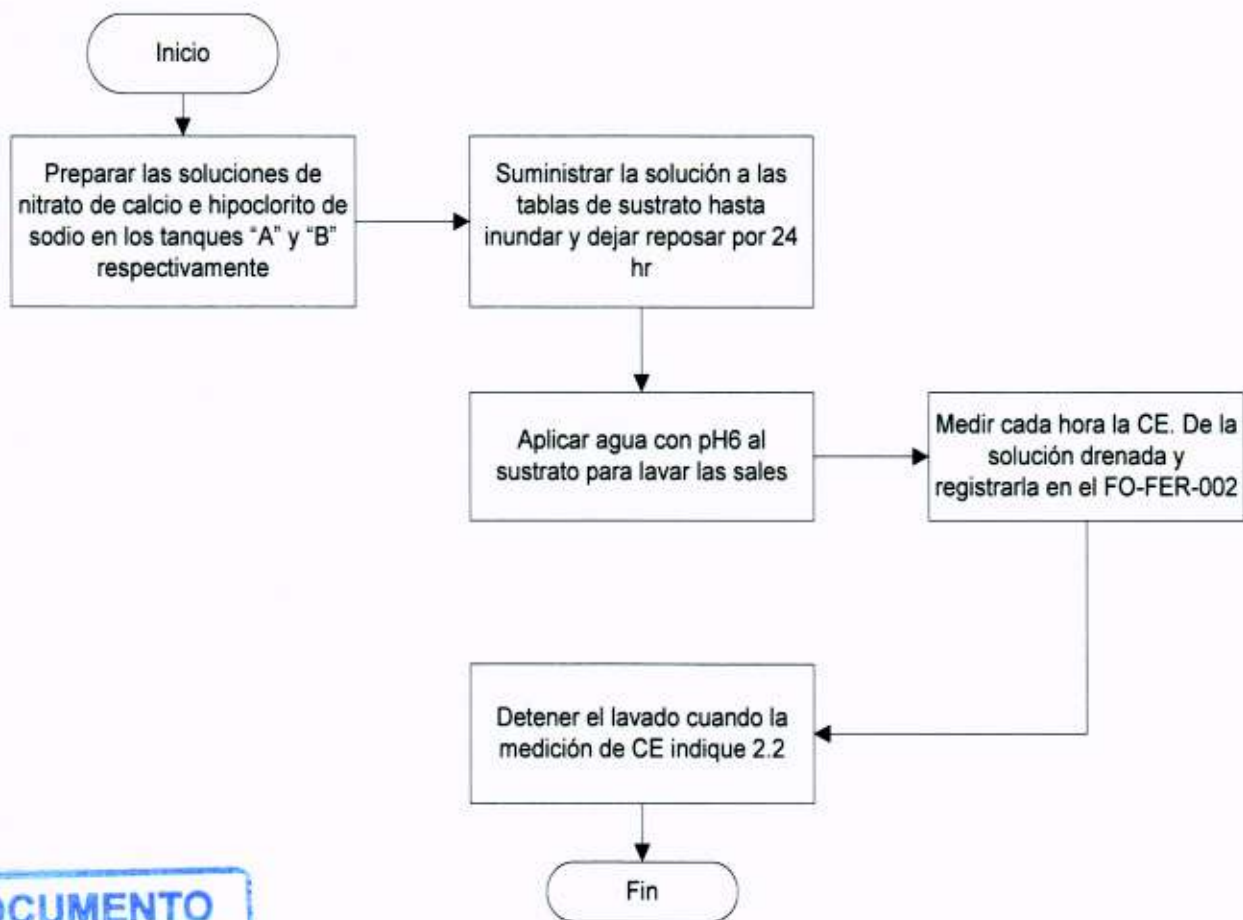 Inicio
Preparar las soluciones de
nitrato de calcio e hipoclorito de
sodio en los tanques “A” y “B”
respectivamente
Suministrar la solución a las
tablas de sustrato hasta
inundar y dejar reposar por 24
hr
Aplicar agua con pH6 al
sustrato para lavar las sales
Medir cada hora la CE. De la
solución drenada y
registrarla en el FO-FER-002
Detener el lavado cuando la
medición de CE indique 2.2
Fin
OCUMENTO